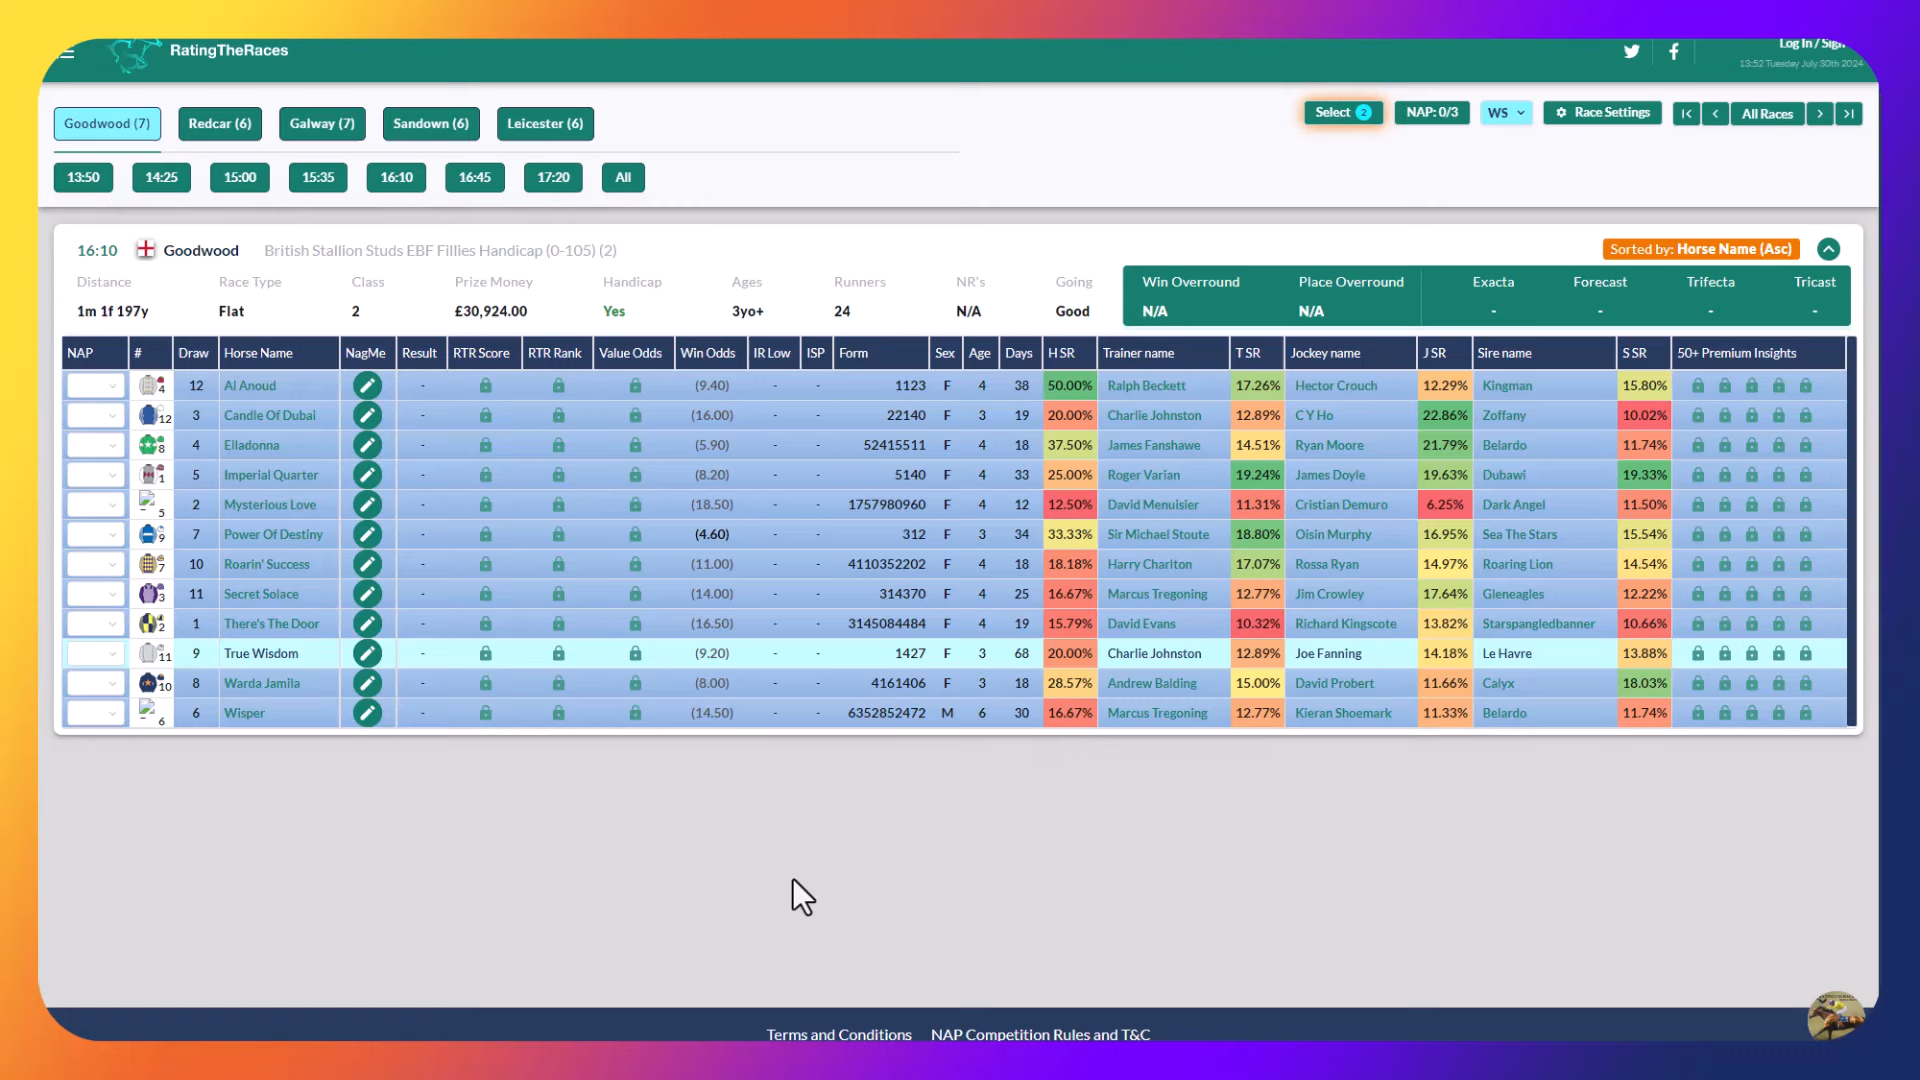 RatingTheRaces
Log In / Sign
13:52 Tuesday July 30th 2024
Goodwood (7) Redcar (6) Galway (7) Sandown (6) Leicester (6)
Select 2 NAP: 0/3 WS Race Settings All Races
13:50 14:25 15:00 15:35 16:10 16:45 17:20 All
16:10 Goodwood British Stallion Studs EBF Fillies Handicap (0-105) (2) Sorted by: Horse Name (Asc)
Distance Race Type Class Prize Money Handicap Ages Runners NR's Going Win Overround Place Overround Exacta Forecast Trifecta Tricast
1m 1f 197y Flat 2 £30,924.00 Yes 3yo+ 24 N/A Good N/A N/A - - - -
NAP # Draw Horse Name NagMe Result RTR Score RTR Rank Value Odds Win Odds IR Low ISP Form Sex Age Days H SR Trainer name T SR Jockey name J SR Sire name S SR 50+ Premium Insights
4 12 Al Anoud - (9.40) - - 1123 F 4 38 50.00% Ralph Beckett 17.26% Hector Crouch 12.29% Kingman 15.80%
12 3 Candle Of Dubai - (16.00) - - 22140 F 3 19 20.00% Charlie Johnston 12.89% C Y Ho 22.86% Zoffany 10.02%
8 4 Elladonna - (5.90) - - 52415511 F 4 18 37.50% James Fanshawe 14.51% Ryan Moore 21.79% Belardo 11.74%
1 5 Imperial Quarter - (8.20) - - 5140 F 4 33 25.00% Roger Varian 19.24% James Doyle 19.63% Dubawi 19.33%
5 2 Mysterious Love - (18.50) - - 1757980960 F 4 12 12.50% David Menuisier 11.31% Cristian Demuro 6.25% Dark Angel 11.50%
9 7 Power Of Destiny - (4.60) - - 312 F 3 34 33.33% Sir Michael Stoute 18.80% Oisin Murphy 16.95% Sea The Stars 15.54%
7 10 Roarin' Success - (11.00) - - 4110352202 F 4 18 18.18% Harry Charlton 17.07% Rossa Ryan 14.97% Roaring Lion 14.54%
3 11 Secret Solace - (14.00) - - 314370 F 4 25 16.67% Marcus Tregoning 12.77% Jim Crowley 17.64% Gleneagles 12.22%
2 1 There's The Door - (16.50) - - 3145084484 F 4 19 15.79% David Evans 10.32% Richard Kingscote 13.82% Starspangledbanner 10.66%
11 9 True Wisdom - (9.20) - - 1427 F 3 68 20.00% Charlie Johnston 12.89% Joe Fanning 14.18% Le Havre 13.88%
10 8 Warda Jamila - (8.00) - - 4161406 F 3 18 28.57% Andrew Balding 15.00% David Probert 11.66% Calyx 18.03%
6 6 Wisper - (14.50) - - 6352852472 M 6 30 16.67% Marcus Tregoning 12.77% Kieran Shoemark 11.33% Belardo 11.74%
Terms and Conditions NAP Competition Rules and T&C